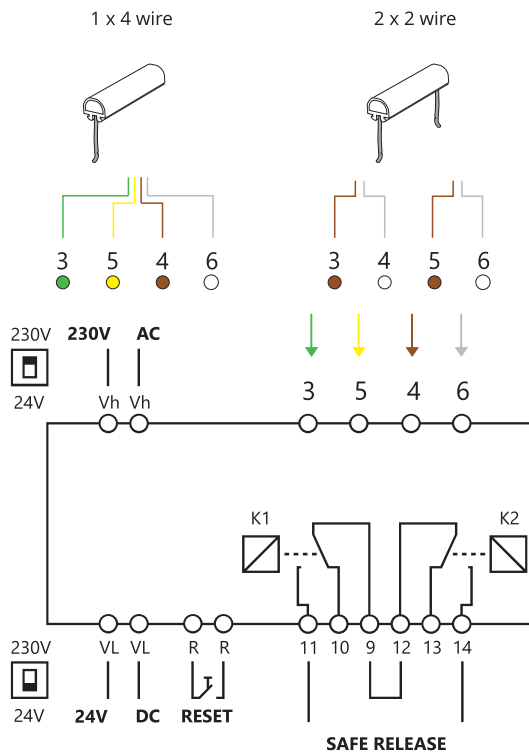 1 x 4 wire 2 x 2 wire
3 5 4 6 3 4 5 6
230V 230V AC
24V Vh Vh 3 5 4 6
K1 K2
230V VL VL R R 11 10 9 12 13 14
24V 24V DC RESET
SAFE RELEASE